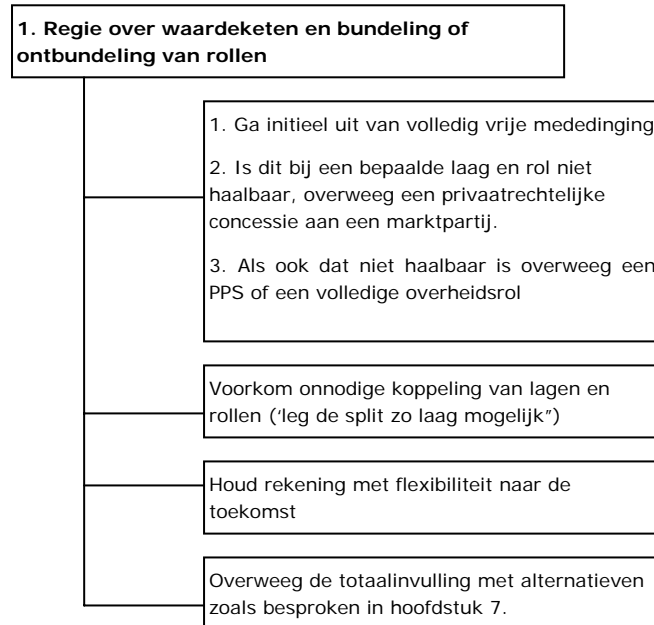 1. Regie over waardeketen en bundeling of
ontbundeling van rollen
1. Ga initieel uit van volledig vrije mededinging
2. Is dit bij een bepaalde laag en rol niet
haalbaar, overweeg een privaatrechtelijke
concessie aan een marktpartij.
3. Als ook dat niet haalbaar is overweeg een
PPS of een volledige overheidsrol
Voorkom onnodige koppeling van lagen en
rollen ('leg de split zo laag mogelijk")
Houd rekening met flexibiliteit naar de
toekomst
Overweeg de totaalinvulling met alternatieven
zoals besproken in hoofdstuk 7.